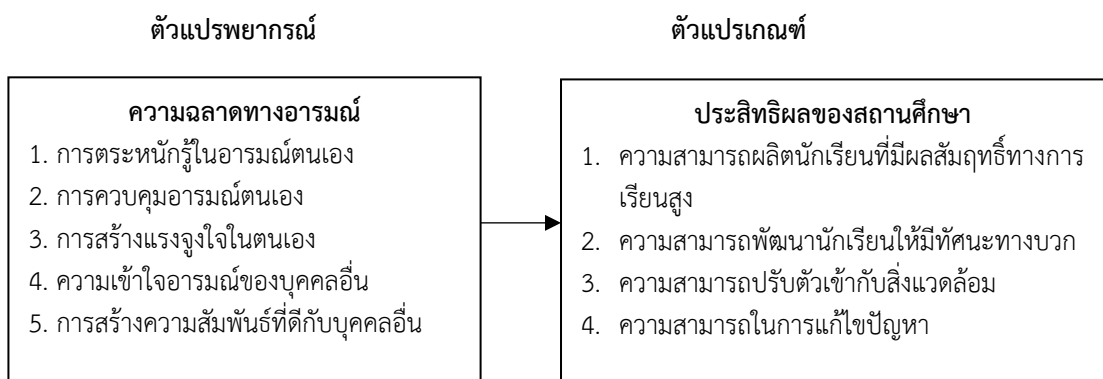 ตัวแปรพยากรณ์
ตัวแปรเกณฑ์
ความฉลาดทางอารมณ์
1. การตระหนักรู้ในอารมณ์ตนเอง
2. การควบคุมอารมณ์ตนเอง
3. การสร้างแรงจูงใจในตนเอง
4. ความเข้าใจอารมณ์ของบุคคลอื่น
5. การสร้างความสัมพันธ์ที่ดีกับบุคคลอื่น
ประสิทธิผลของสถานศึกษา
1. ความสามารถผลิตนักเรียนที่มีผลสัมฤทธิ์ทางการ
เรียนสูง
2. ความสามารถพัฒนานักเรียนให้มีทัศนะทางบวก
3. ความสามารถปรับตัวเข้ากับสิ่งแวดล้อม
4. ความสามารถในการแก้ไขปัญหา